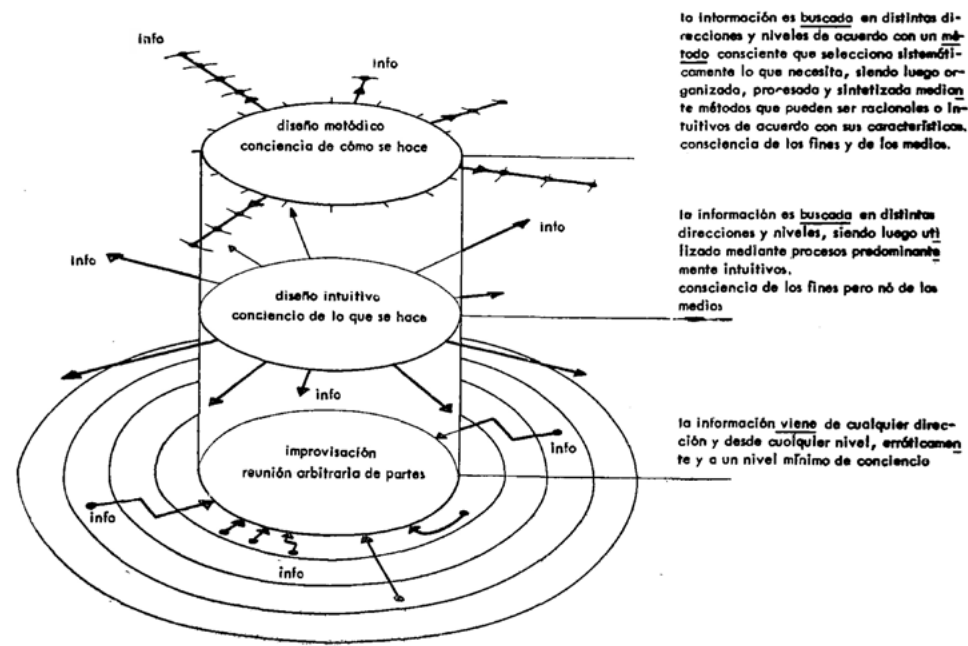 info
info
diseño metódico
conciencia de cómo se hace
la información es buscada en distintas di-
recciones y niveles de acuerdo con un mé-
todo consciente que selecciona sistemáti-
camente lo que necesita, siendo luego or-
ganizada, procesada y sintetizada median
te métodos que pueden ser racionales o in-
tuitivos de acuerdo con sus características.
consciencia de los fines y de los medios.
info
info
diseño intuitivo
conciencia de lo que se hace
la información es buscada en distintas
direcciones y niveles, siendo luego uti
lizado mediante procesos predominante
mente intuitivos.
consciencia de los fines pero nó de los
medios
info
improvisación
reunión arbitraria de partes
info
info
info
la información viene de cualquier direc-
ción y desde cualquier nivel, erráticamen
te y a un nivel mínimo de conciencia